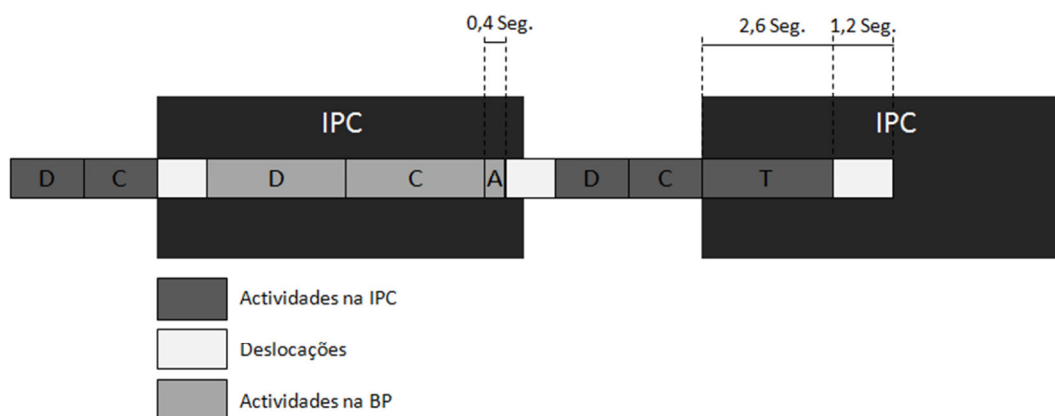 0,4 Seg.
2,6 Seg.
1,2 Seg.
IPC
IPC
D
C
D
C
A
D
C
T
Actividades na IPC
Deslocações
Actividades na BP